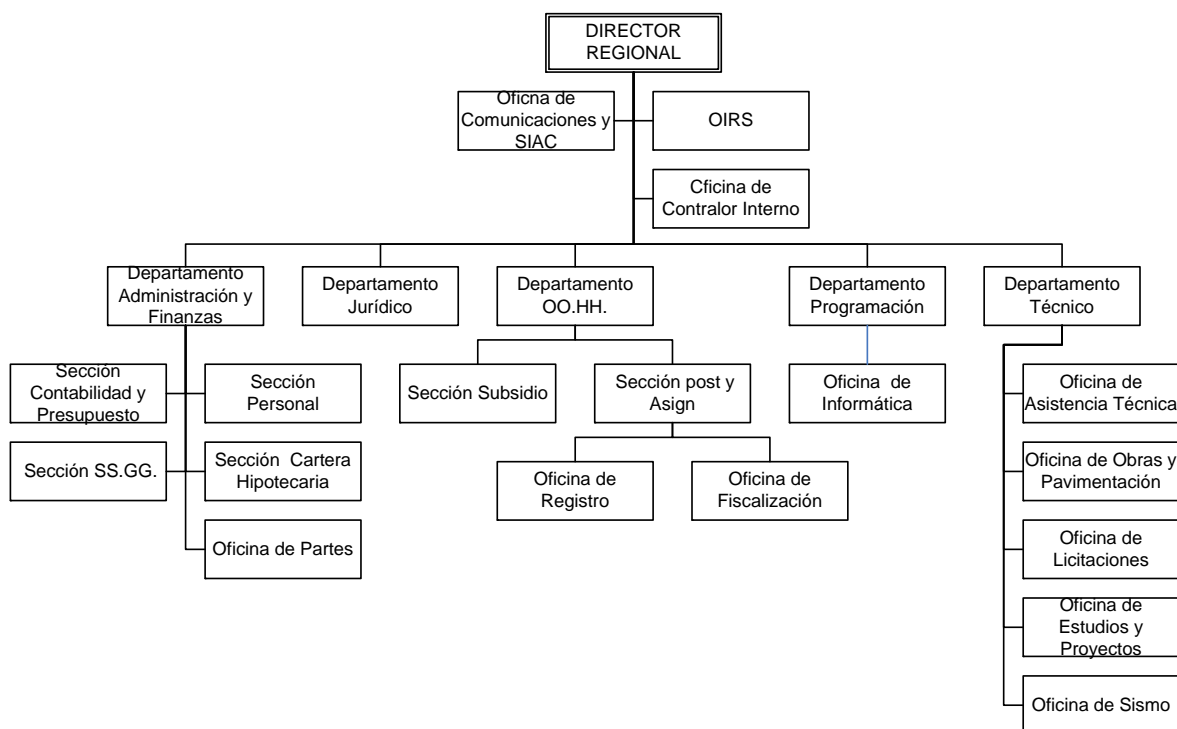 DIRECTOR
REGIONAL
Oficna de
Comunicaciones y
SIAC
OIRS
Cficina de
Contralor Interno
Departamento
Administración y
Finanzas
Departamento
Jurídico
Departamento
OO.HH.
Departamento
Programación
Departamento
Técnico
Sección
Contabilidad y
Presupuesto
Sección
Personal
Sección Subsidio
Sección post y
Asign
Oficina  de
Informática
Oficina de
Asistencia Técnica
Sección SS.GG.
Sección  Cartera
Hipotecaria
Oficina de
Registro
Oficina de
Fiscalización
Oficina de Obras y
Pavimentación
Oficina de Partes
Oficina de
Licitaciones
Oficina de
Estudios y
Proyectos
Oficina de Sismo